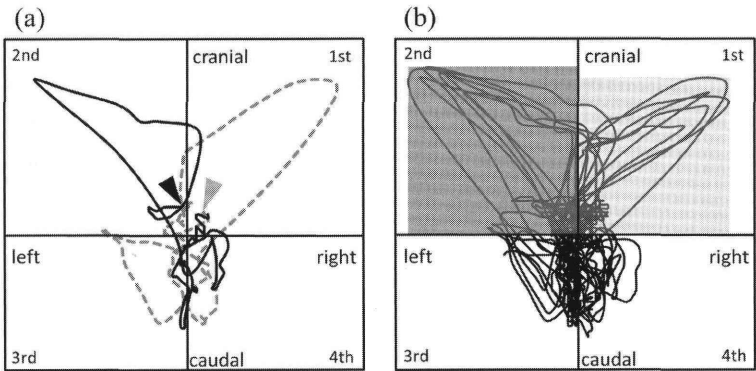 (a)
(b)
2nd
cranial
1st
2nd
cranial
1st
left
right
left
right
3rd
caudal
4th
3rd
caudal
4th